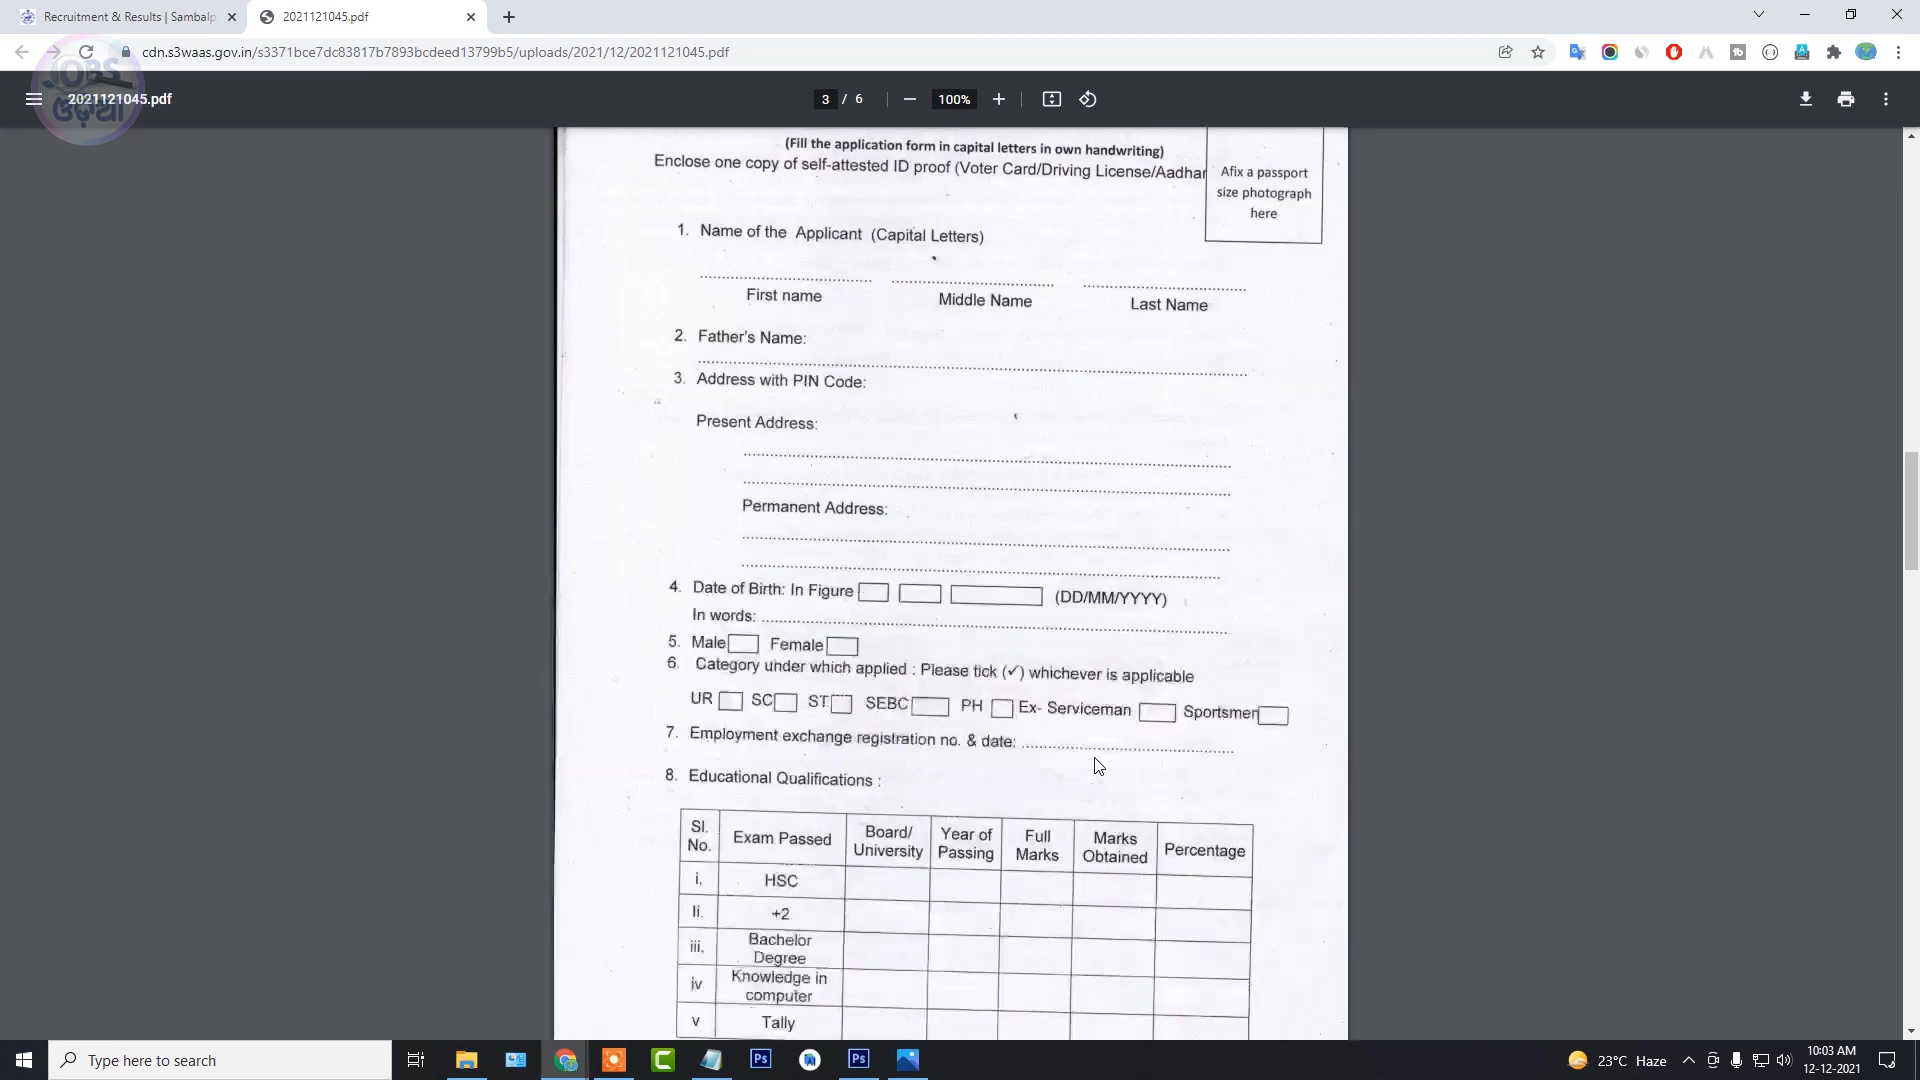 Recruitment & Results | Sambalp
2021121045.pdf
cdn.s3waas.gov.in/s3371bce7dc83817b7893bcdeed13799b5/uploads/2021/12/2021121045.pdf
JOBS
ଓଡ଼ିଆ
2021121045.pdf
3 / 6
100%
(Fill the application form in capital letters in own handwriting)
Enclose one copy of self-attested ID proof (Voter Card/Driving License/Aadhar
Afix a passport
size photograph
here
1. Name of the Applicant (Capital Letters)
First name Middle Name Last Name
2. Father's Name:
3. Address with PIN Code:
Present Address:
Permanent Address:
4. Date of Birth: In Figure (DD/MM/YYYY)
In words:
5. Male Female
6. Category under which applied : Please tick (✓) whichever is applicable
UR SC ST SEBC PH Ex- Serviceman Sportsmen
7. Employment exchange registration no. & date:
8. Educational Qualifications :
Sl. No. Exam Passed Board/ University Year of Passing Full Marks Marks Obtained Percentage
i. HSC
Ii. +2
iii. Bachelor Degree
iv Knowledge in computer
v Tally
Type here to search
23°C Haze
10:03 AM
12-12-2021